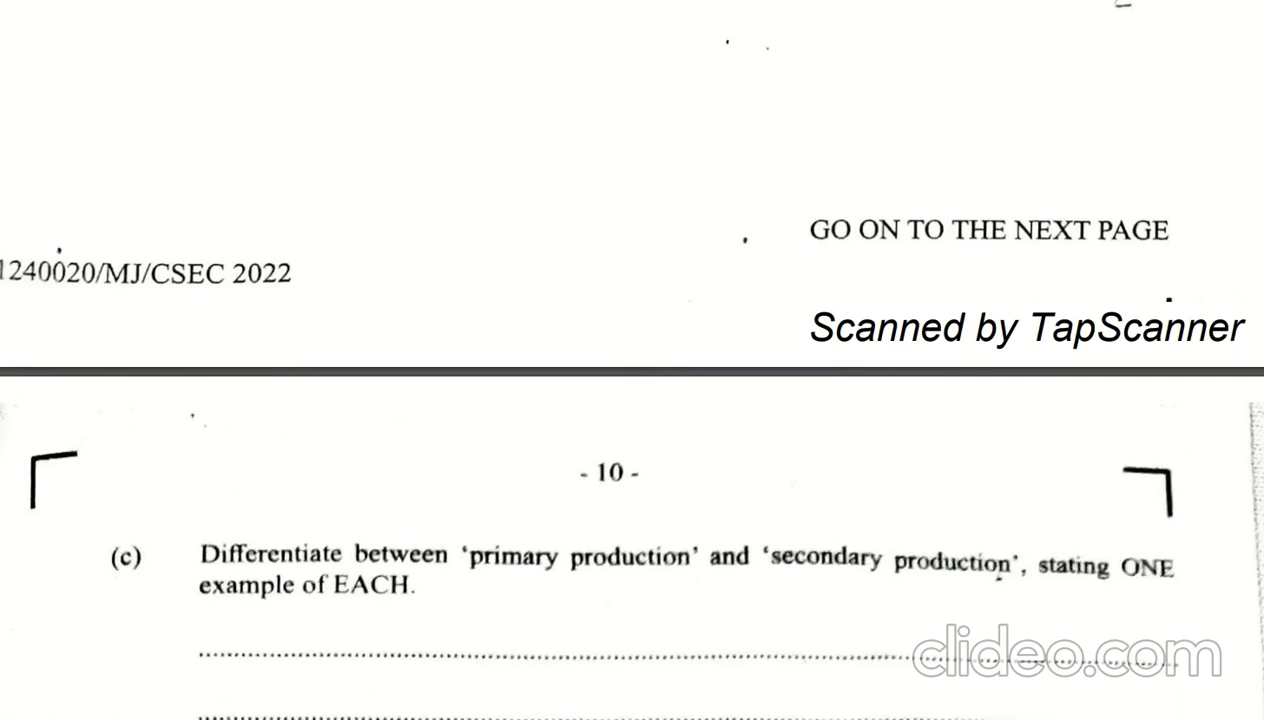 GO ON TO THE NEXT PAGE
1240020/MJ/CSEC 2022
Scanned by TapScanner
- 10 -
(c) Differentiate between ‘primary production’ and ‘secondary production’, stating ONE
example of EACH.
clideo.com